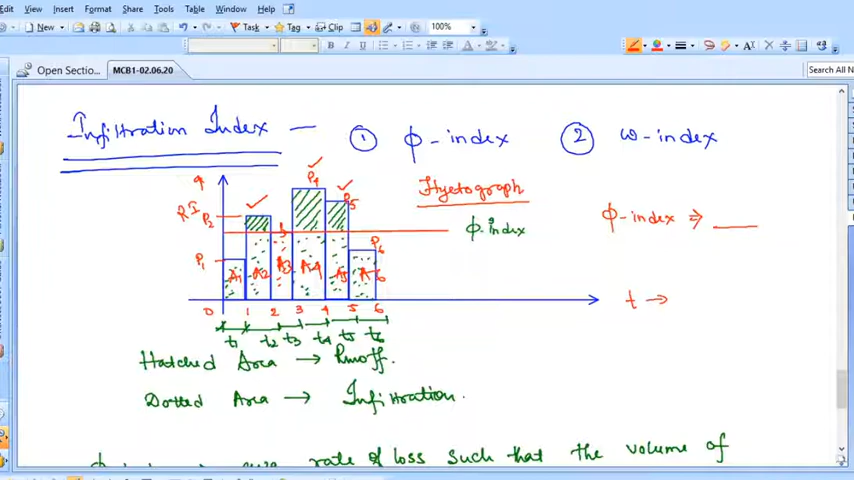 Edit View Insert Format Share Tools Table Window Help
New Task Tag Clip 100%
B I U A
Open Sectio... MCB1-02.06.20 Search All N
Infiltration Index — ① φ-index ② w-index
RI P2 P4 P5 Hyetograph
φ-index φ-index ⇒
P1 P6
A1 A2 A3 A4 A5 A6
0 1 2 3 4 5 6 t →
t1 t2 t3 t4 t5 t6
Hatched Area → Runoff.
Dotted Area → Infiltration.
rate of loss such that the volume of